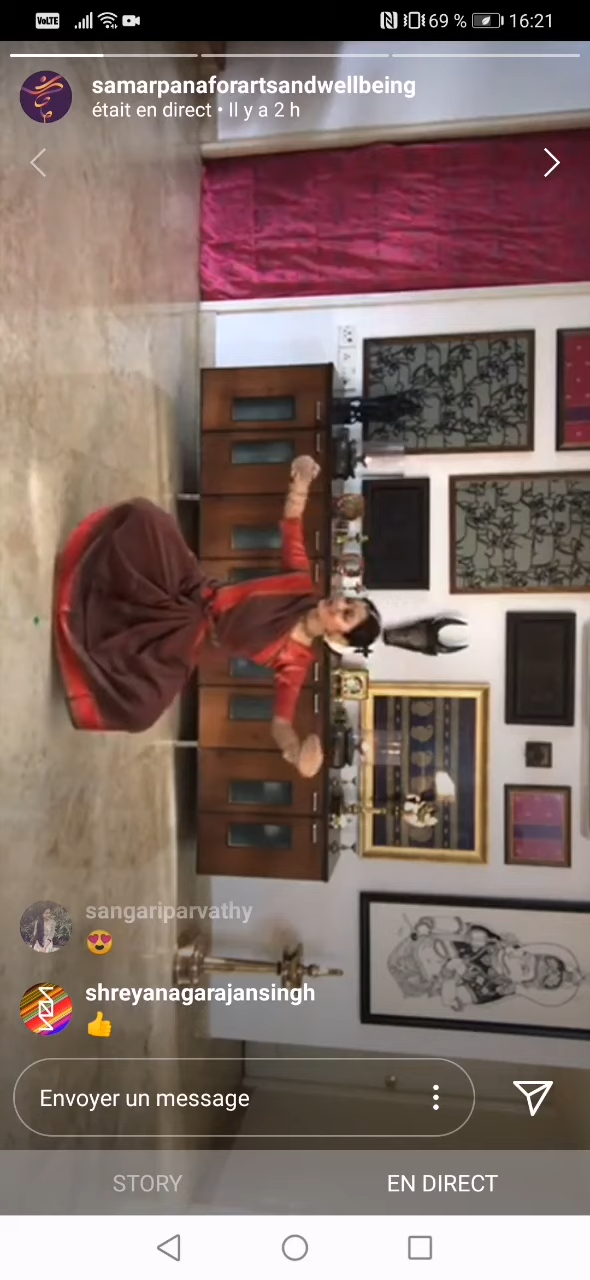 VoLTE 69 % 16:21
samarpanaforartsandwellbeing
était en direct • Il y a 2 h
sangariparvathy
😍
shreyanagarajansingh
👍
Envoyer un message
STORY EN DIRECT